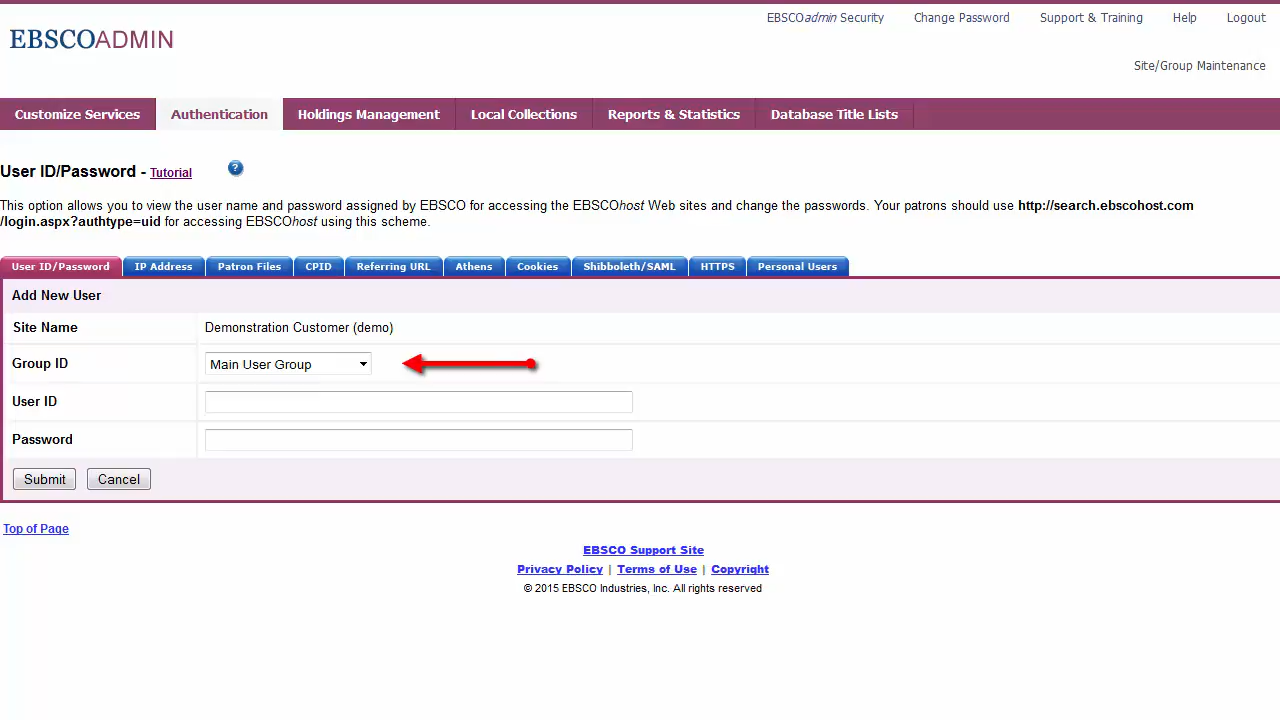 EBSCOadmin Security Change Password Support & Training Help Logout
EBSCOADMIN
Site/Group Maintenance
Customize Services Authentication Holdings Management Local Collections Reports & Statistics Database Title Lists
User ID/Password - Tutorial ?
This option allows you to view the user name and password assigned by EBSCO for accessing the EBSCOhost Web sites and change the passwords. Your patrons should use http://search.ebscohost.com
/login.aspx?authtype=uid for accessing EBSCOhost using this scheme.
User ID/Password IP Address Patron Files CPID Referring URL Athens Cookies Shibboleth/SAML HTTPS Personal Users
Add New User
Site Name Demonstration Customer (demo)
Group ID Main User Group
User ID
Password
Submit Cancel
Top of Page
EBSCO Support Site
Privacy Policy | Terms of Use | Copyright
© 2015 EBSCO Industries, Inc. All rights reserved